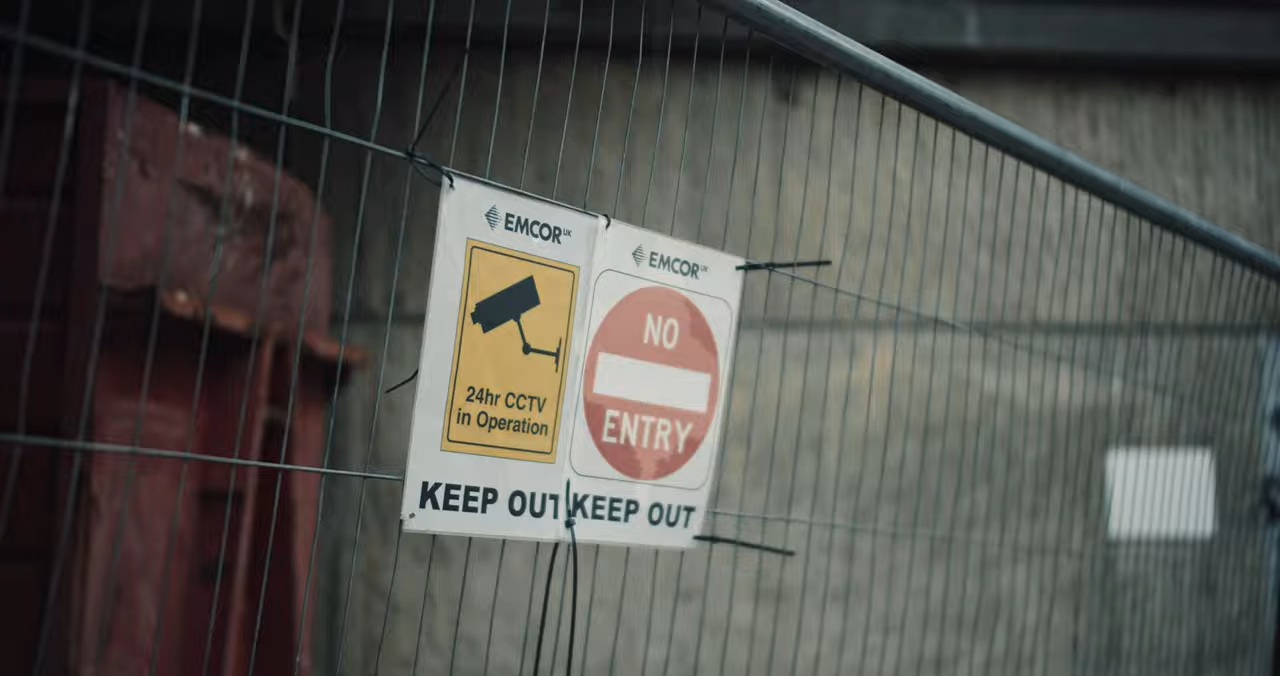 EMCOR UK
24hr CCTV
in Operation
KEEP OUT
EMCOR UK
NO
ENTRY
KEEP OUT